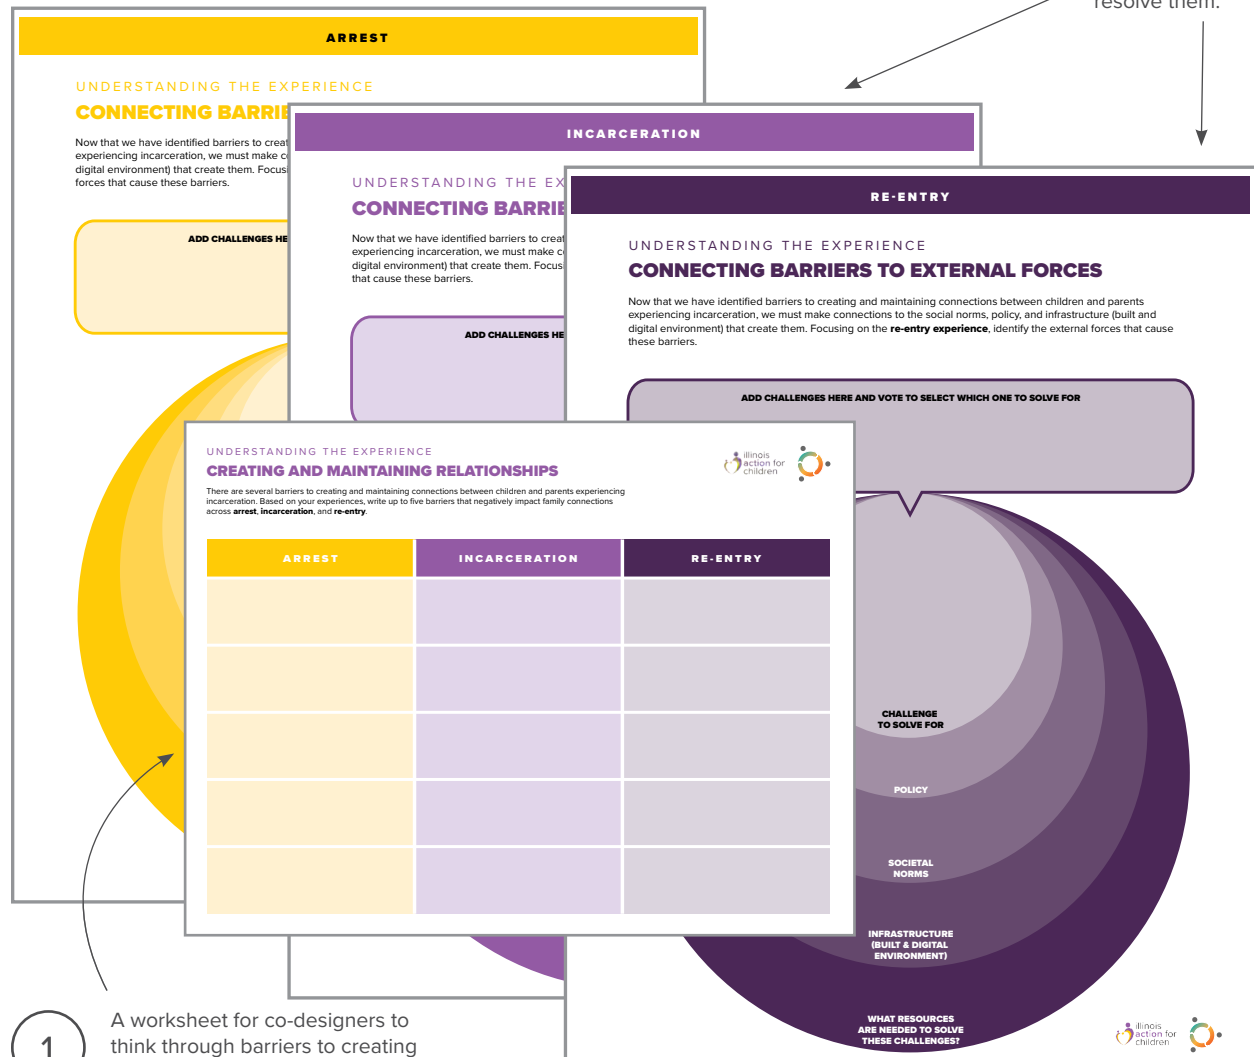 resolve them.
ARREST
UNDERSTANDING THE EXPERIENCE
CONNECTING
Now that we have identified barriers to
experiencing incarceration, we must make
digital environment) that create them.
forces that cause these barriers.
ADD CHALLENGES
INCARCERATION
UNDERSTANDING THE
CONNECTING
Now that we have identified barriers to
experiencing incarceration, we must make
digital environment) that create them.
that cause these barriers.
ADD CHALLENGES
RE-ENTRY
UNDERSTANDING THE EXPERIENCE
CONNECTING BARRIERS TO EXTERNAL FORCES
Now that we have identified barriers to creating and maintaining connections between children and parents
experiencing incarceration, we must make connections to the social norms, policy, and infrastructure (built and
digital environment) that create them. Focusing on the re-entry experience, identify the external forces that cause
these barriers.
ADD CHALLENGES HERE AND VOTE TO SELECT WHICH ONE TO SOLVE FOR
CHALLENGE
TO SOLVE FOR
POLICY
SOCIETAL
NORMS
INFRASTRUCTURE
(BUILT & DIGITAL
ENVIRONMENT)
WHAT RESOURCES
ARE NEEDED TO SOLVE
THESE CHALLENGES?
illinois
action for
children
UNDERSTANDING THE EXPERIENCE
CREATING AND MAINTAINING RELATIONSHIPS
There are several barriers to creating and maintaining connections between children and parents experiencing
incarceration. Based on your experiences, write up to five barriers that negatively impact family connections
across arrest, incarceration, and re-entry.
illinois
action for
children
ARREST
INCARCERATION
RE-ENTRY
1
A worksheet for co-designers to
think through barriers to creating